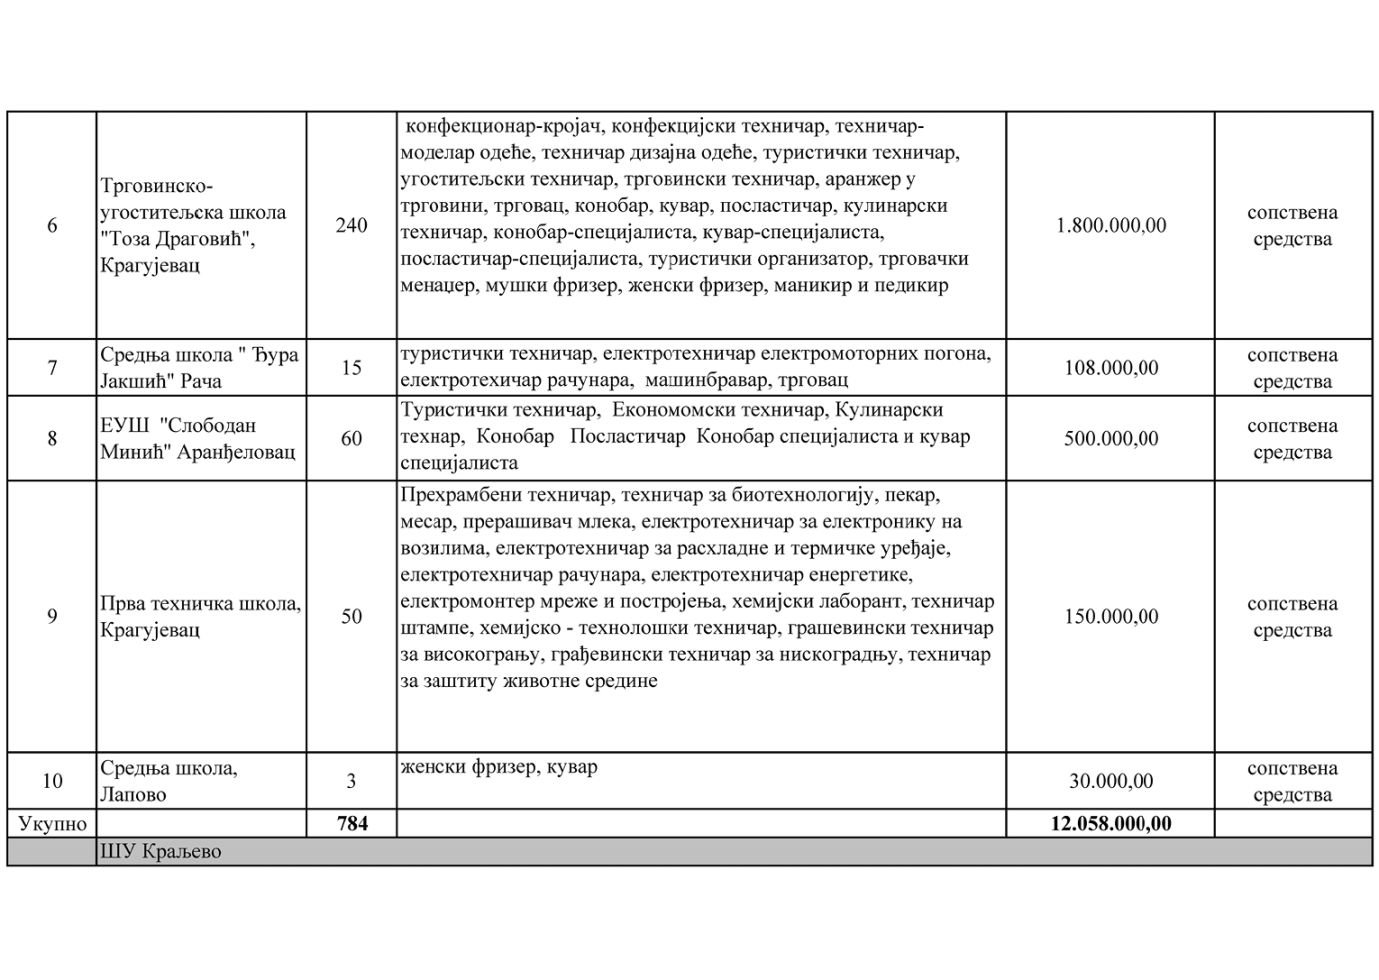 6
Трговинско-
угоститељска школа
"Тоза Драговић",
Крагујевац
240
конфекционар-кројач, конфекцијски техничар, техничар-
моделар одеће, техничар дизајна одеће, туристички техничар,
угоститељски техничар, трговински техничар, аранжер у
трговини, трговац, конобар, кувар, посластичар, кулинарски
техничар, конобар-специјалиста, кувар-специјалиста,
посластичар-специјалиста, туристички организатор, трговачки
менаџер, мушки фризер, женски фризер, маникир и педикир
1.800.000,00
сопствена
средства
7
Средња школа " Ђура
Јакшић" Рача
15
туристички техничар, електротехничар електромоторних погона,
електротехичар рачунара, машинбравар, трговац
108.000,00
сопствена
средства
8
ЕУШ "Слободан
Минић" Аранђеловац
60
Туристички техничар, Економомски техничар, Кулинарски
технар, Конобар Посластичар Конобар специјалиста и кувар
специјалиста
500.000,00
сопствена
средства
9
Прва техничка школа,
Крагујевац
50
Прехрамбени техничар, техничар за биотехнологију, пекар,
месар, прерашивач млека, електротехничар за електронику на
возилима, електротехничар за расхладне и термичке уређаје,
електротехничар рачунара, електротехничар енергетике,
електромонтер мреже и постројења, хемијски лаборант, техничар
штампе, хемијско - технолошки техничар, грашевински техничар
за високогрању, грађевински техничар за нискоградњу, техничар
за заштиту животне средине
150.000,00
сопствена
средства
10
Средња школа,
Лапово
3
женски фризер, кувар
30.000,00
сопствена
средства
Укупно
784
12.058.000,00
ШУ Краљево